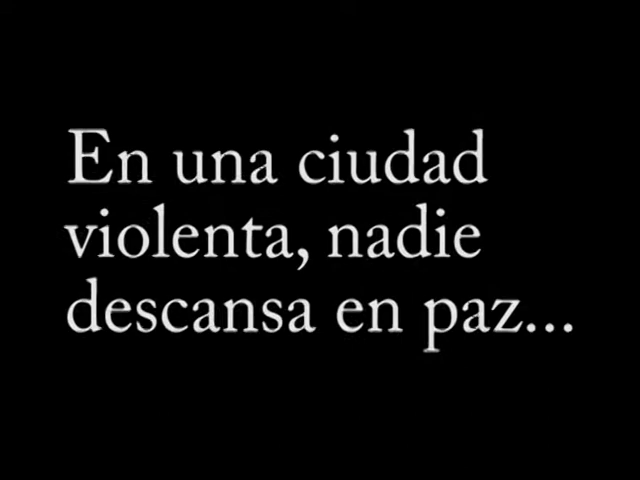 En una ciudad
violenta, nadie
descansa en paz...